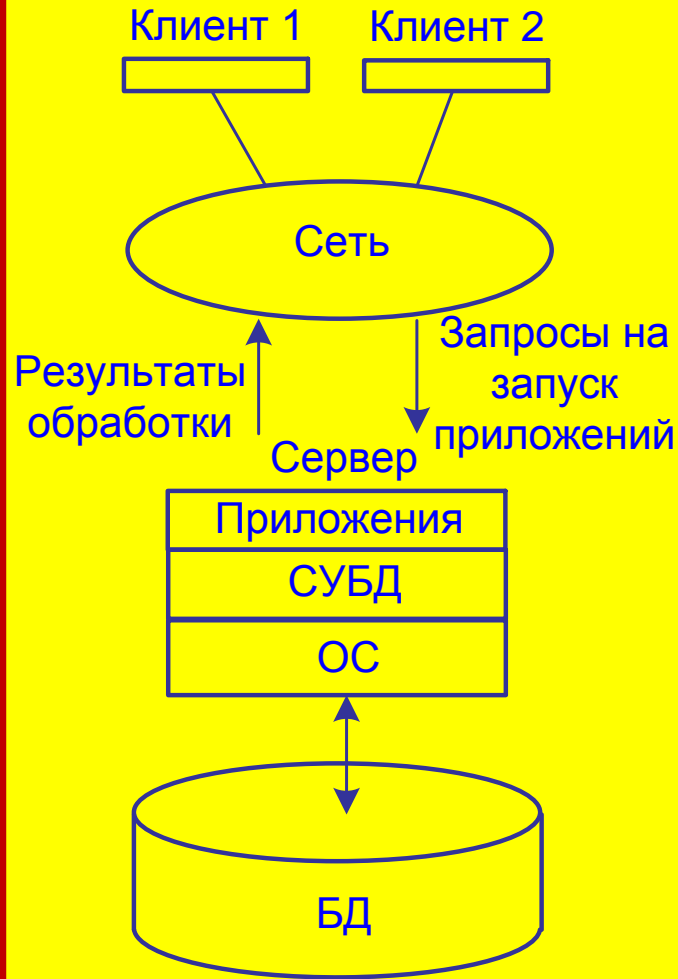 Клиент 1
Клиент 2
Сеть
Результаты
обработки
Запросы на
запуск
приложений
Сервер
Приложения
СУБД
ОС
БД